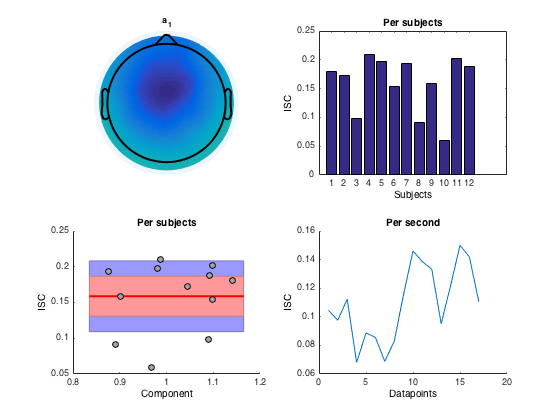 a1
Per subjects
0.25
0.2
0.15
0.1
0.05
0
ISC
1 2 3 4 5 6 7 8 9 10 11 12
Subjects
Per subjects
0.25
0.2
0.15
0.1
0.05
ISC
0.8 0.9 1 1.1 1.2
Component
Per second
0.16
0.14
0.12
0.1
0.08
0.06
ISC
0 5 10 15 20
Datapoints